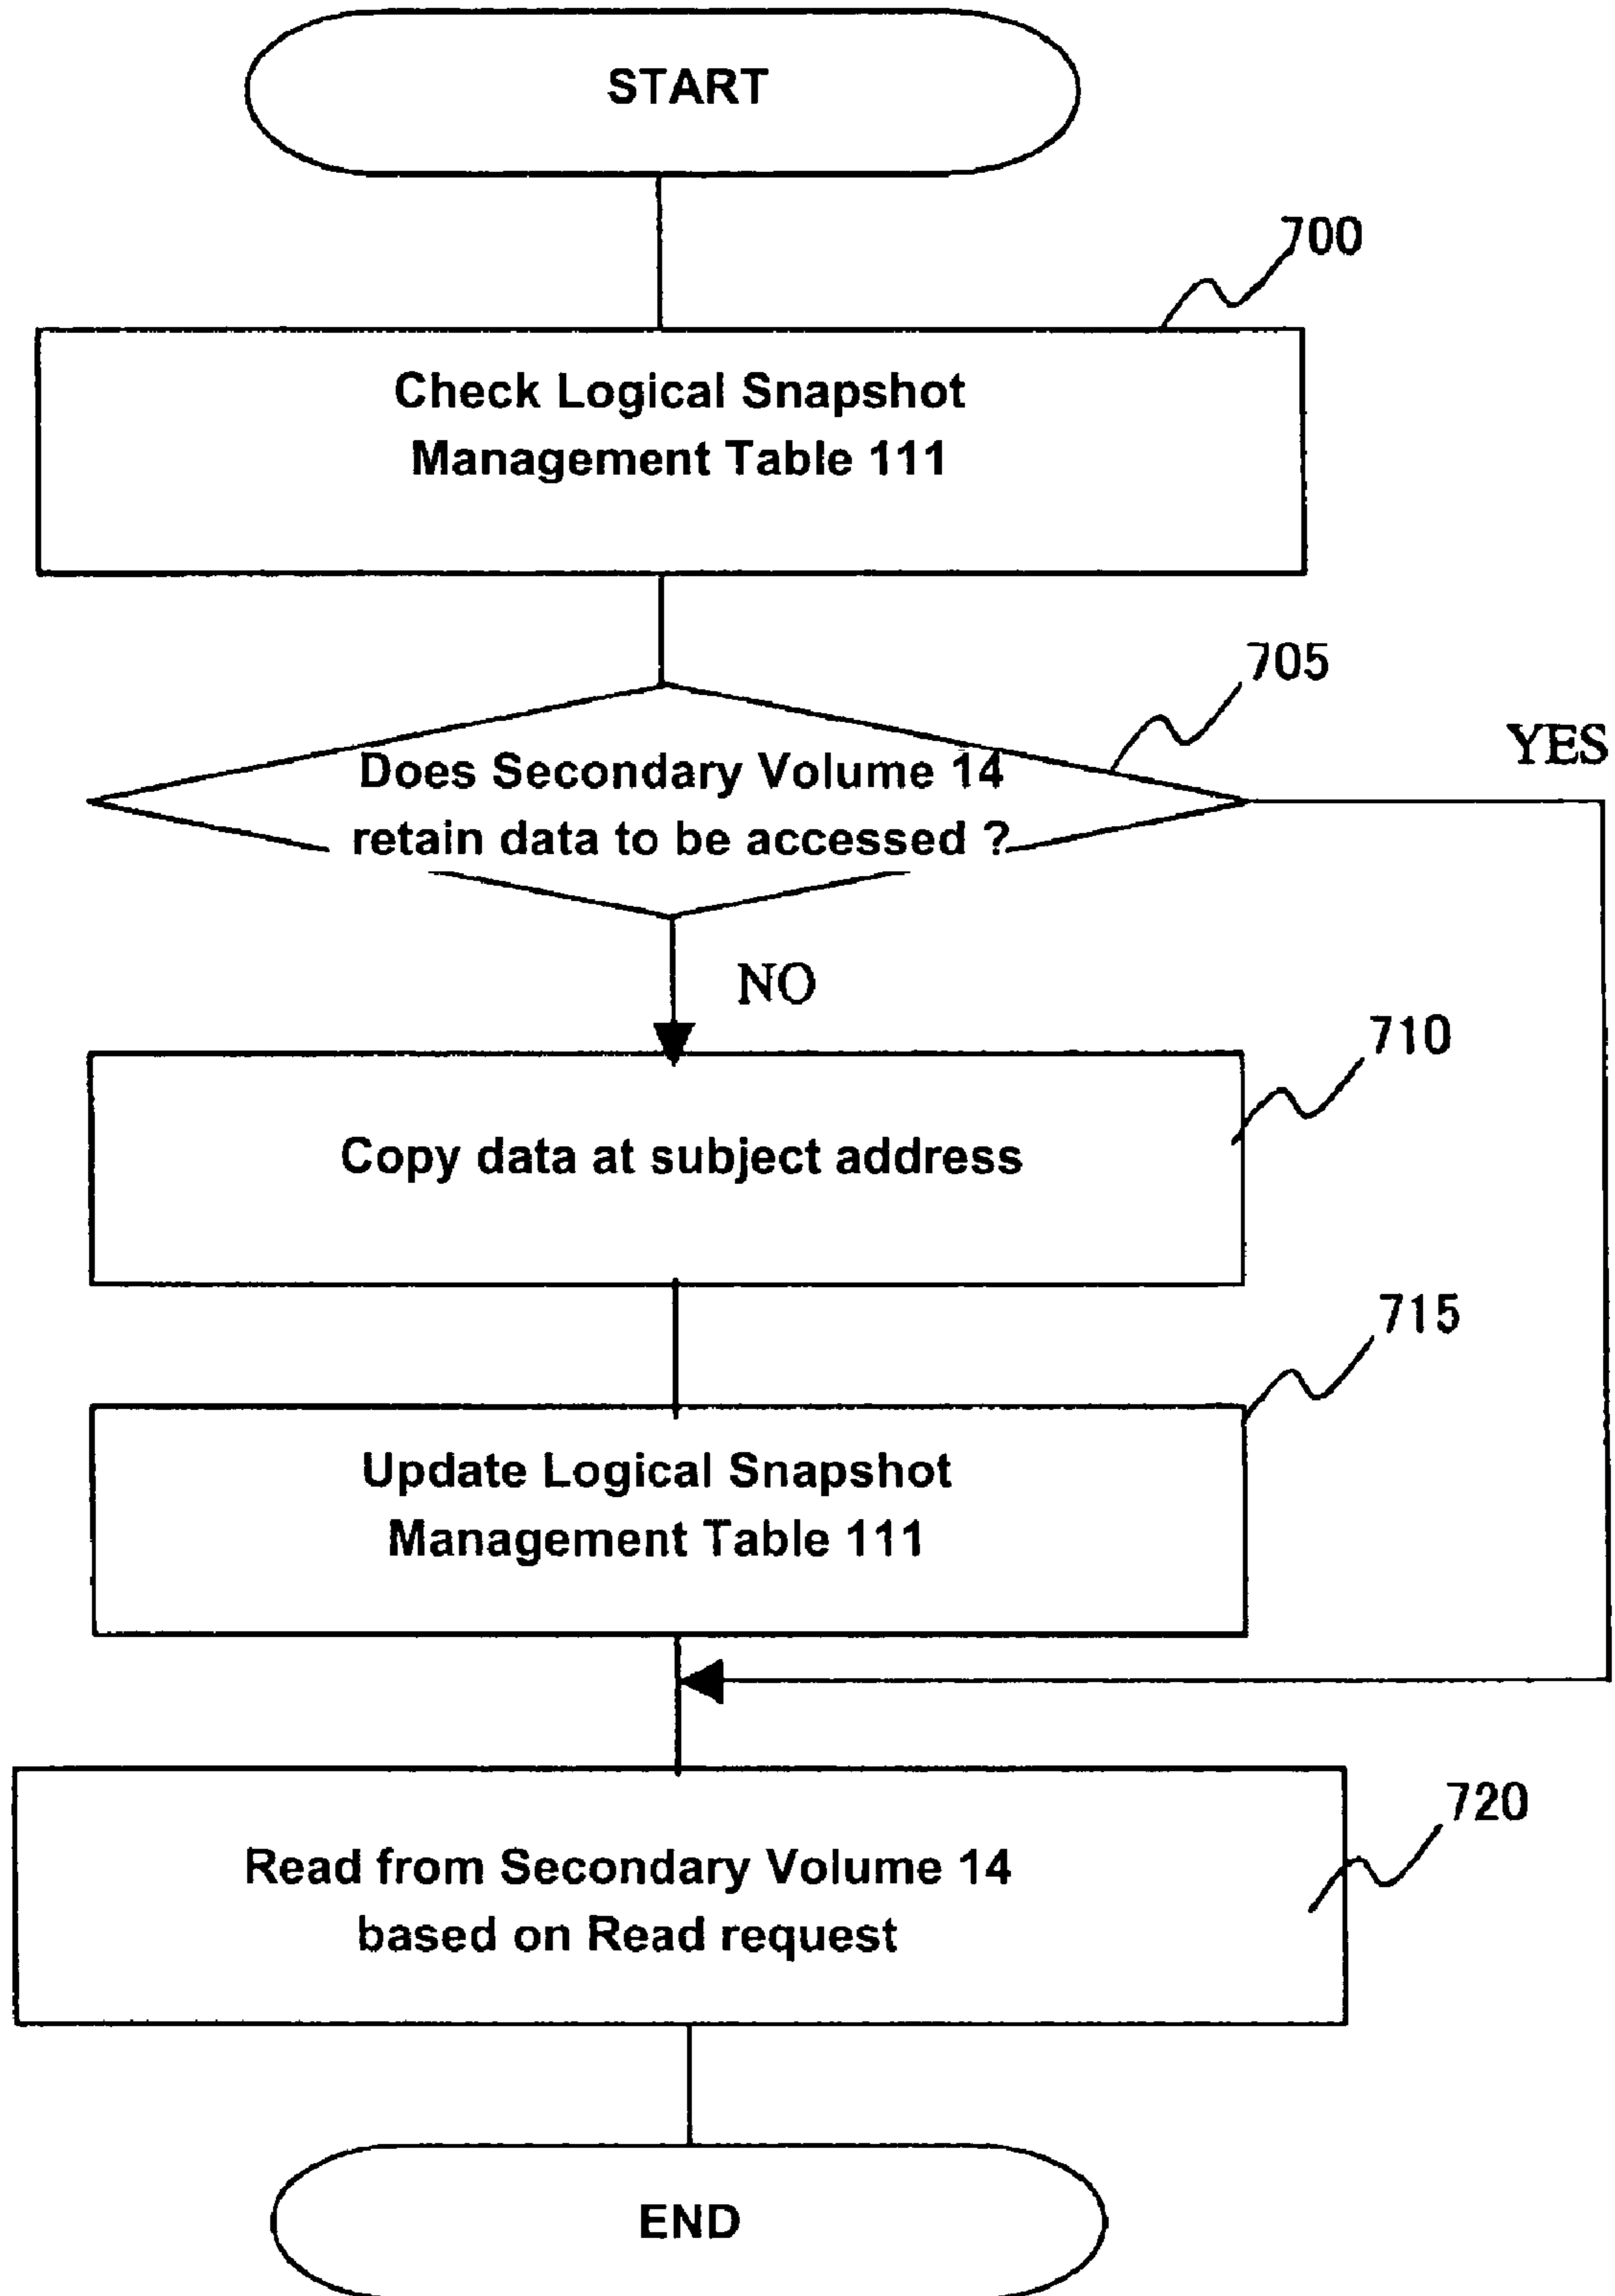 START
700
Check Logical Snapshot
Management Table 111
705
YES
Does Secondary Volume 14
retain data to be accessed ?
NO
710
Copy data at subject address
715
Update Logical Snapshot
Management Table 111
720
Read from Secondary Volume 14
based on Read request
END